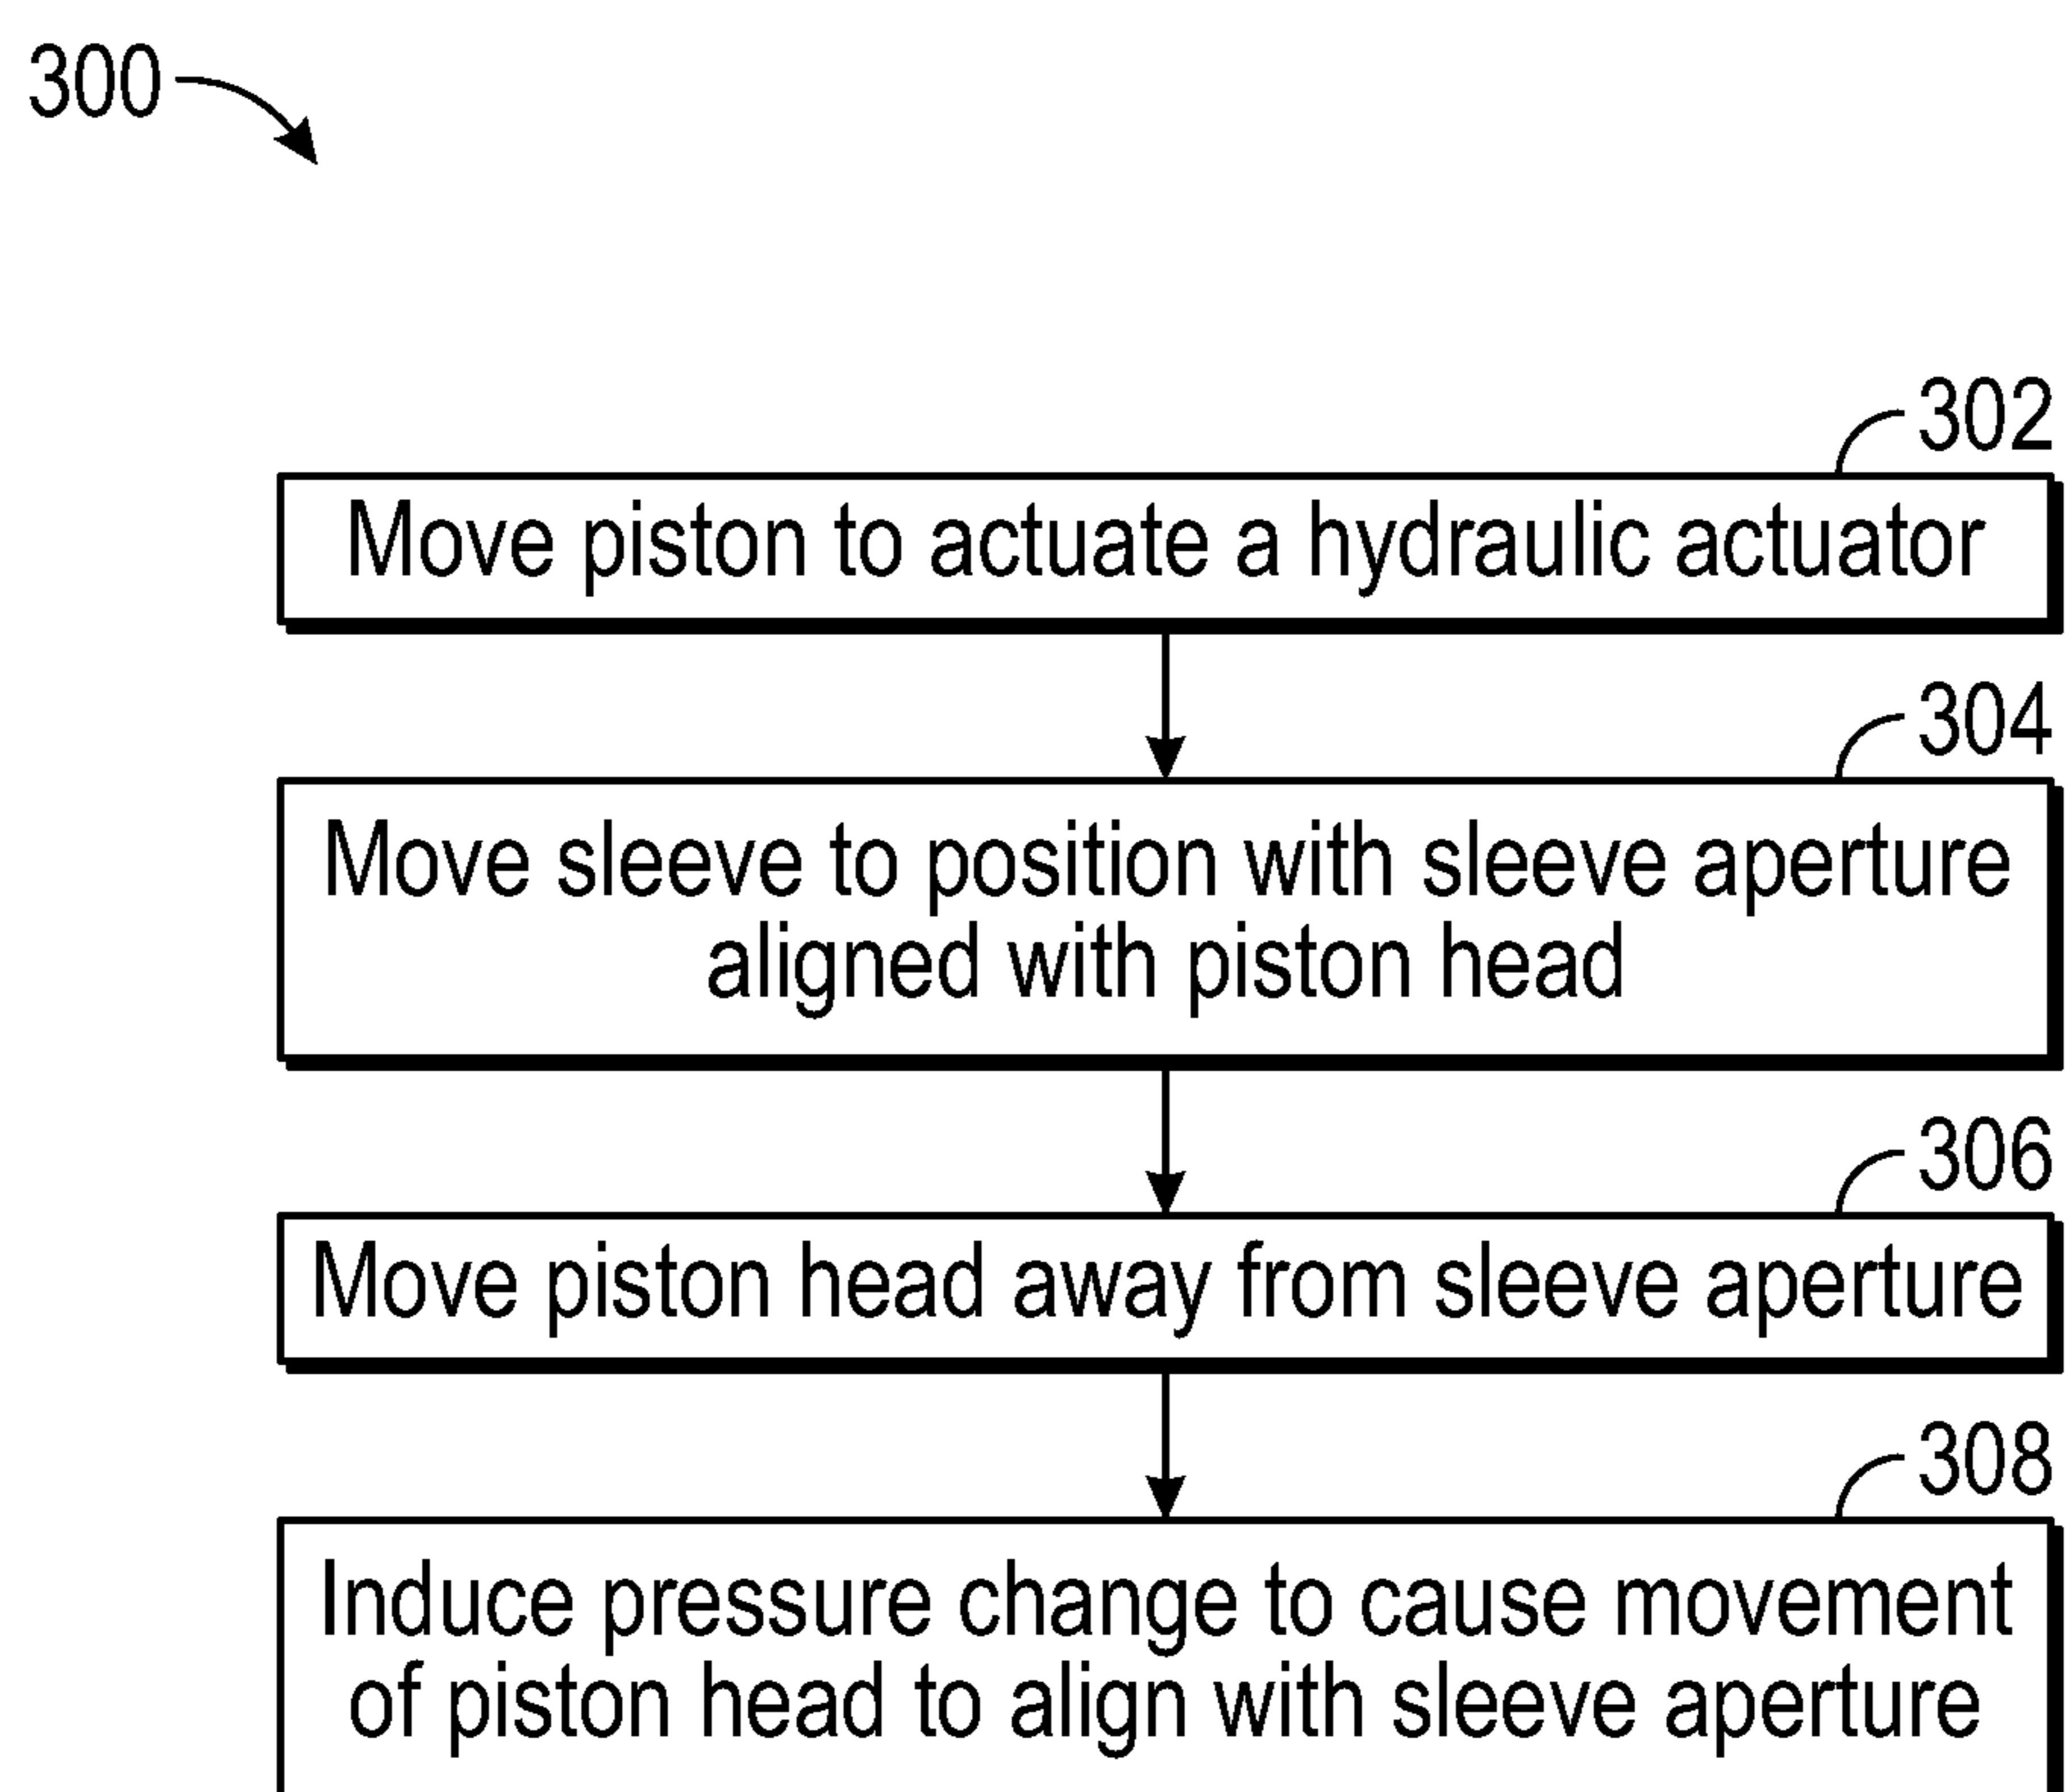 300
302
Move piston to actuate a hydraulic actuator
304
Move sleeve to position with sleeve aperture
aligned with piston head
306
Move piston head away from sleeve aperture
308
Induce pressure change to cause movement
of piston head to align with sleeve aperture